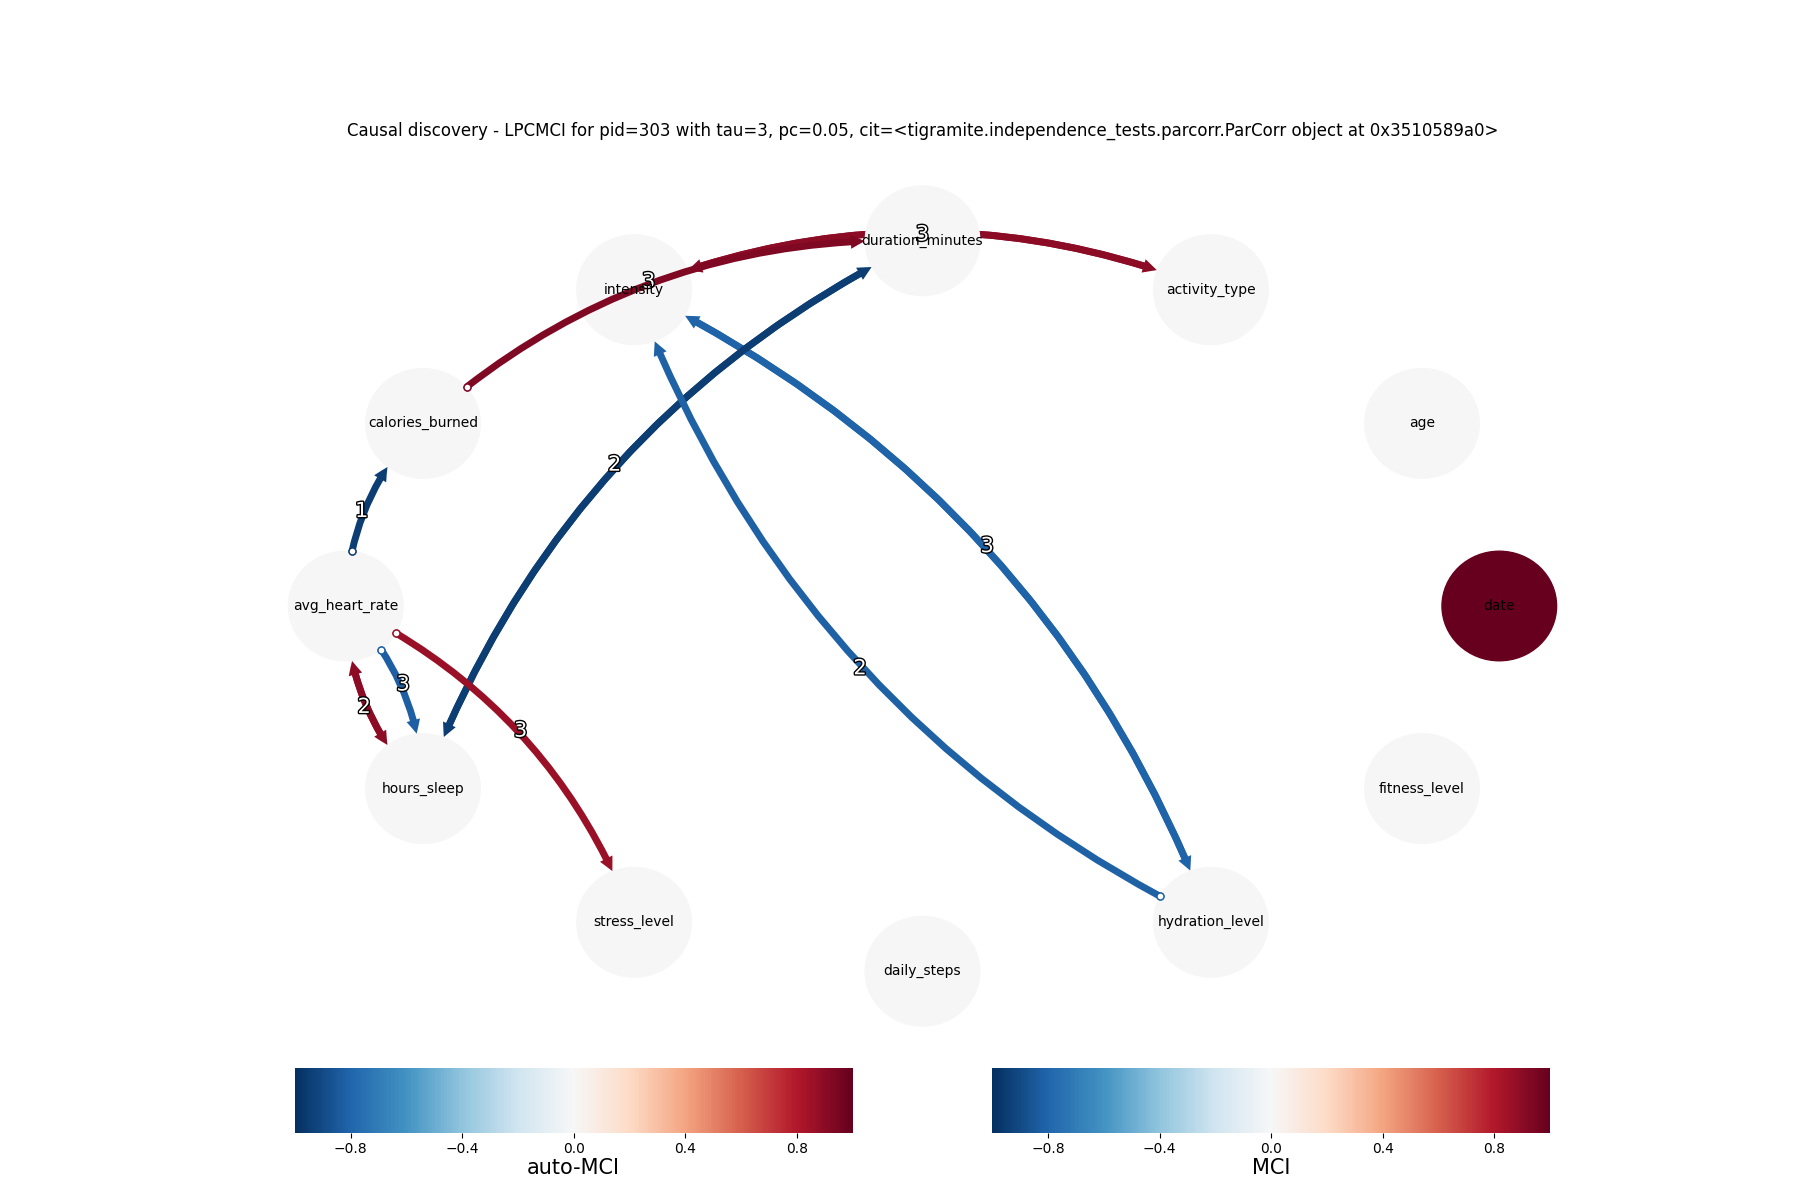 Causal discovery - LPCMCI for pid=303 with tau=3, pc=0.05, cit=<tigramite.independence_tests.parcorr.ParCorr object at 0x3510589a0>
3
duration_minutes
3
intensity
activity_type
calories_burned
age
2
1
3
avg_heart_rate
date
2
3
2
3
hours_sleep
fitness_level
stress_level
hydration_level
daily_steps
−0.8 −0.4 0.0 0.4 0.8
auto-MCI
−0.8 −0.4 0.0 0.4 0.8
MCI